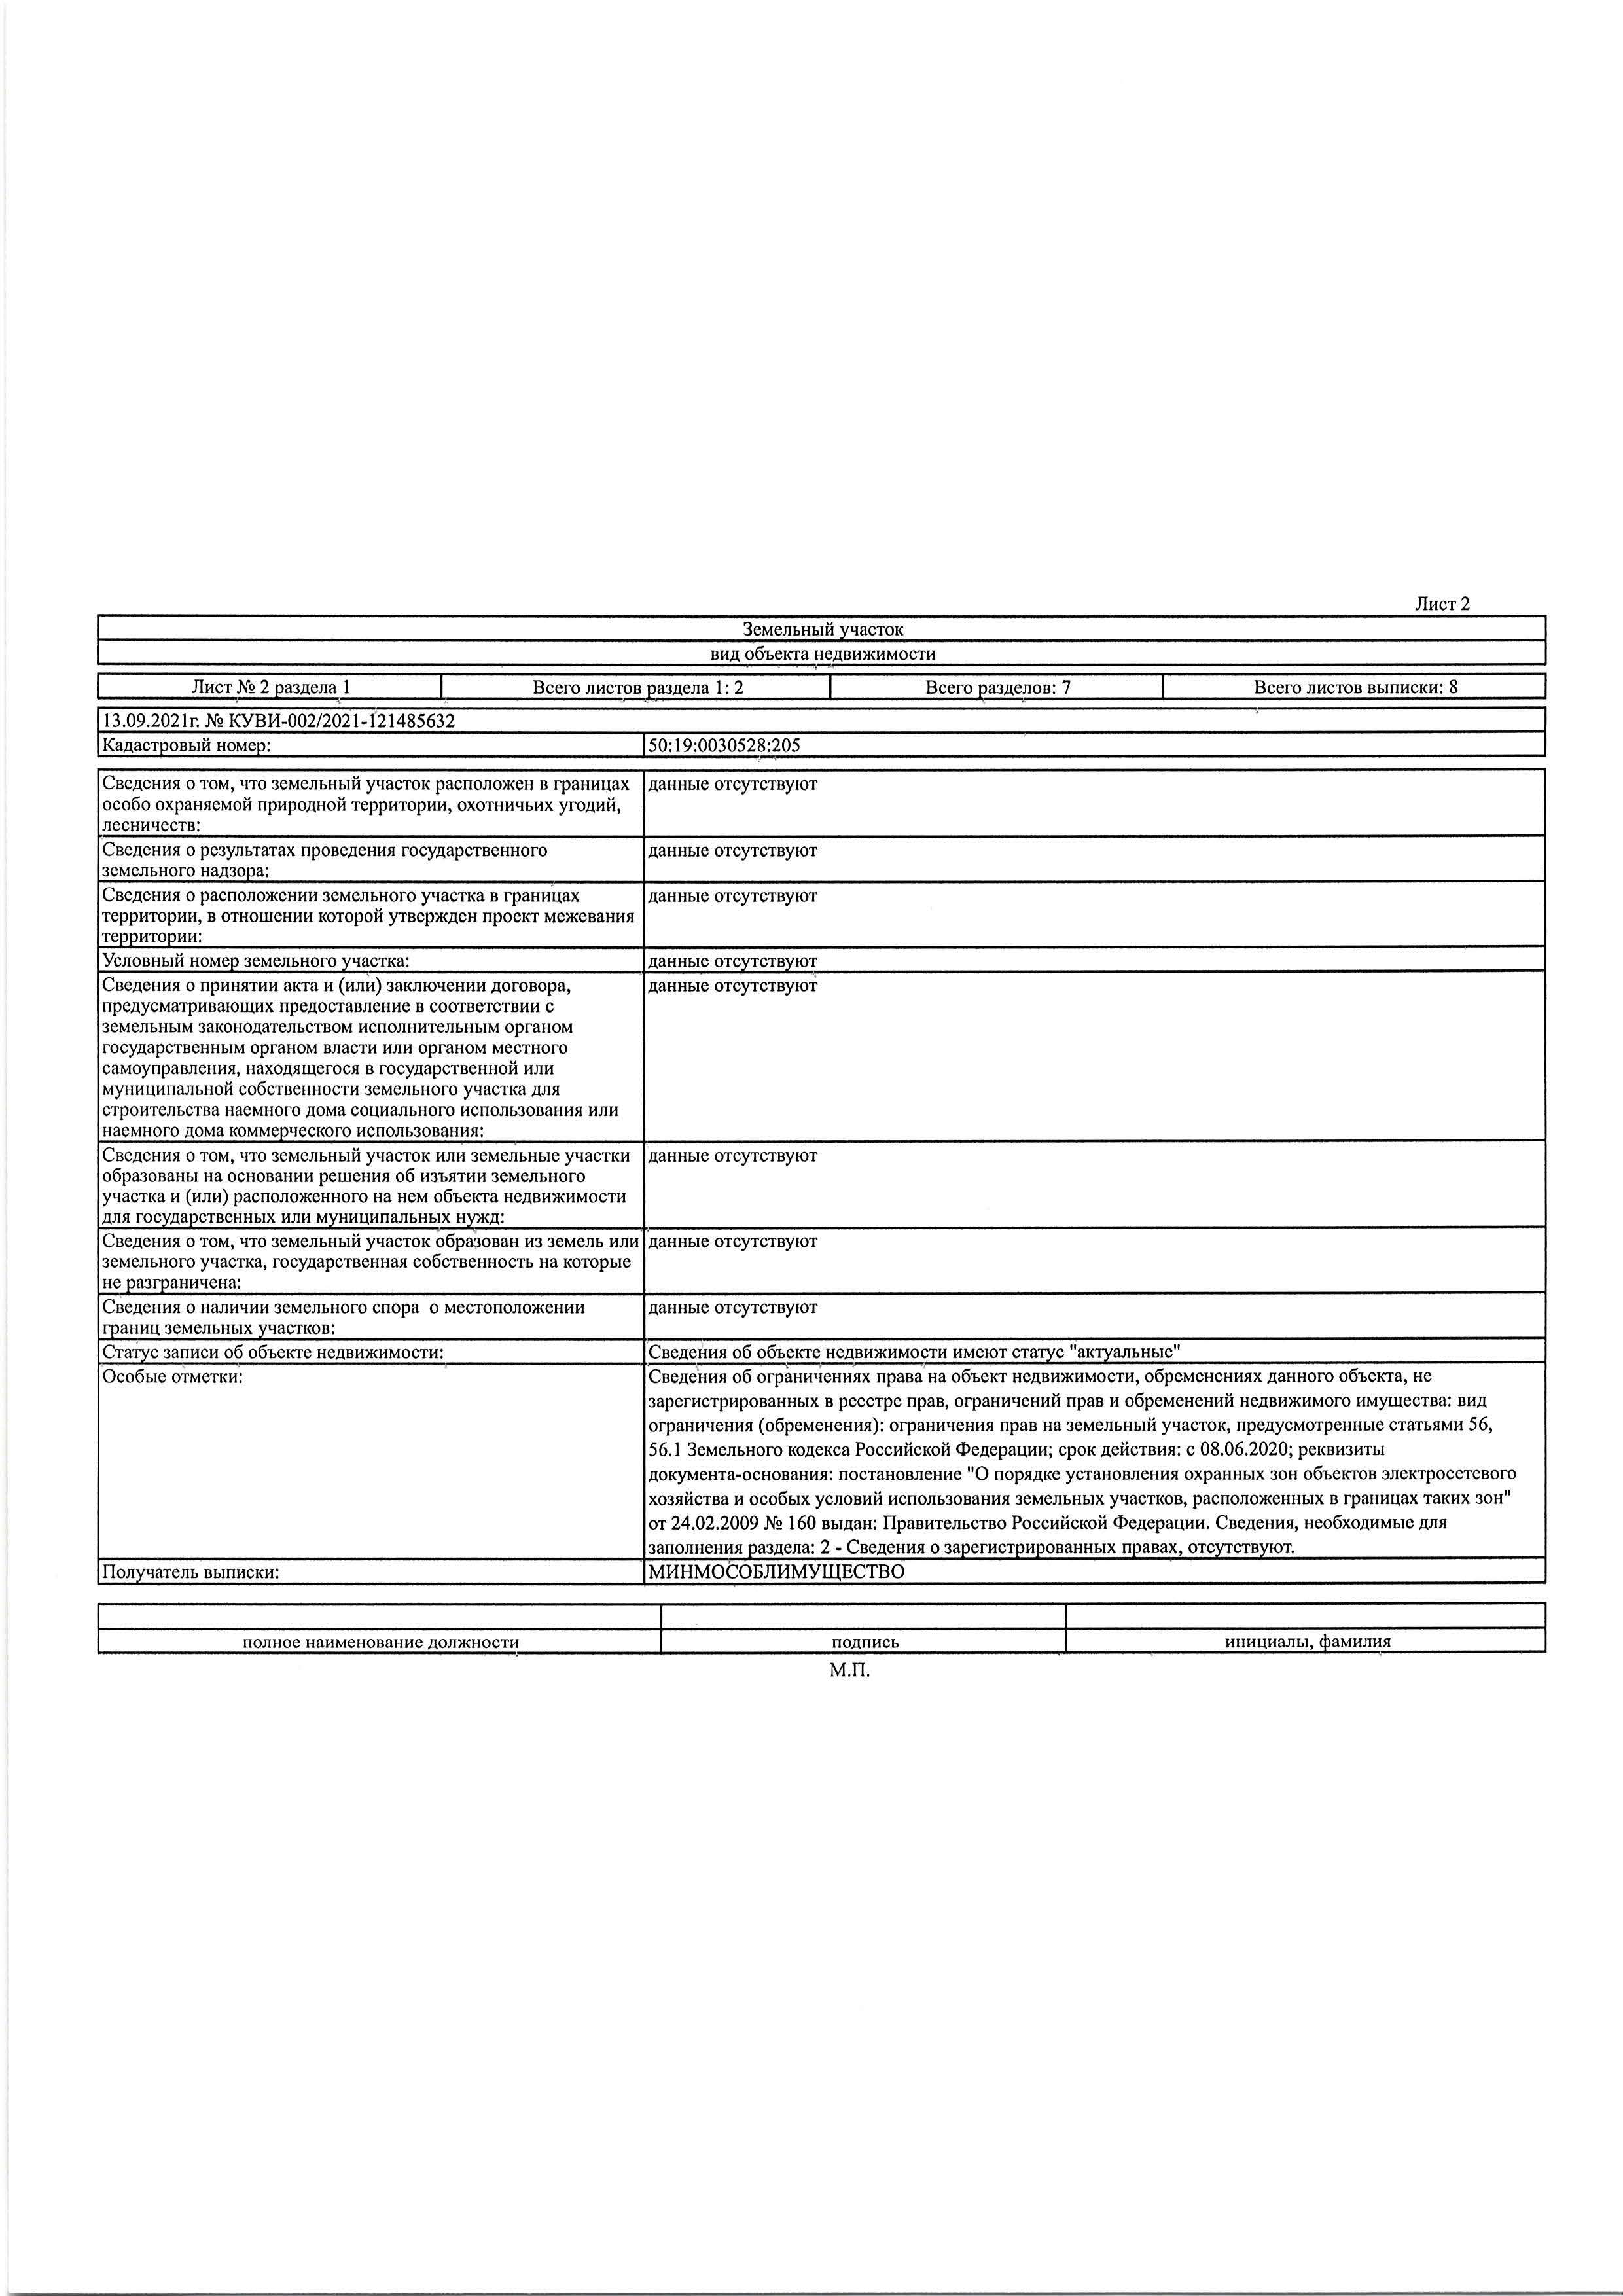 Лист 2
Земельный участок
вид объекта недвижимости
Лист № 2 раздела 1 Всего листов раздела 1: 2 Всего разделов: 7 Всего листов выписки: 8
13.09.2021г. № КУВИ-002/2021-121485632
Кадастровый номер: 50:19:0030528:205
Сведения о том, что земельный участок расположен в границах данные отсутствуют
особо охраняемой природной территории, охотничьих угодий,
лесничеств:
Сведения о результатах проведения государственного данные отсутствуют
земельного надзора:
Сведения о расположении земельного участка в границах данные отсутствуют
территории, в отношении которой утвержден проект межевания
территории:
Условный номер земельного участка: данные отсутствуют
Сведения о принятии акта и (или) заключении договора, данные отсутствуют
предусматривающих предоставление в соответствии с
земельным законодательством исполнительным органом
государственным органом власти или органом местного
самоуправления, находящегося в государственной или
муниципальной собственности земельного участка для
строительства наемного дома социального использования или
наемного дома коммерческого использования:
Сведения о том, что земельный участок или земельные участки данные отсутствуют
образованы на основании решения об изъятии земельного
участка и (или) расположенного на нем объекта недвижимости
для государственных или муниципальных нужд:
Сведения о том, что земельный участок образован из земель или данные отсутствуют
земельного участка, государственная собственность на которые
не разграничена:
Сведения о наличии земельного спора о местоположении данные отсутствуют
границ земельных участков:
Статус записи об объекте недвижимости: Сведения об объекте недвижимости имеют статус "актуальные"
Особые отметки: Сведения об ограничениях права на объект недвижимости, обременениях данного объекта, не
зарегистрированных в реестре прав, ограничений прав и обременений недвижимого имущества: вид
ограничения (обременения): ограничения прав на земельный участок, предусмотренные статьями 56,
56.1 Земельного кодекса Российской Федерации; срок действия: с 08.06.2020; реквизиты
документа-основания: постановление "О порядке установления охранных зон объектов электросетевого
хозяйства и особых условий использования земельных участков, расположенных в границах таких зон"
от 24.02.2009 № 160 выдан: Правительство Российской Федерации. Сведения, необходимые для
заполнения раздела: 2 - Сведения о зарегистрированных правах, отсутствуют.
Получатель выписки: МИНМОСОБЛИМУЩЕСТВО
полное наименование должности подпись инициалы, фамилия
М.П.